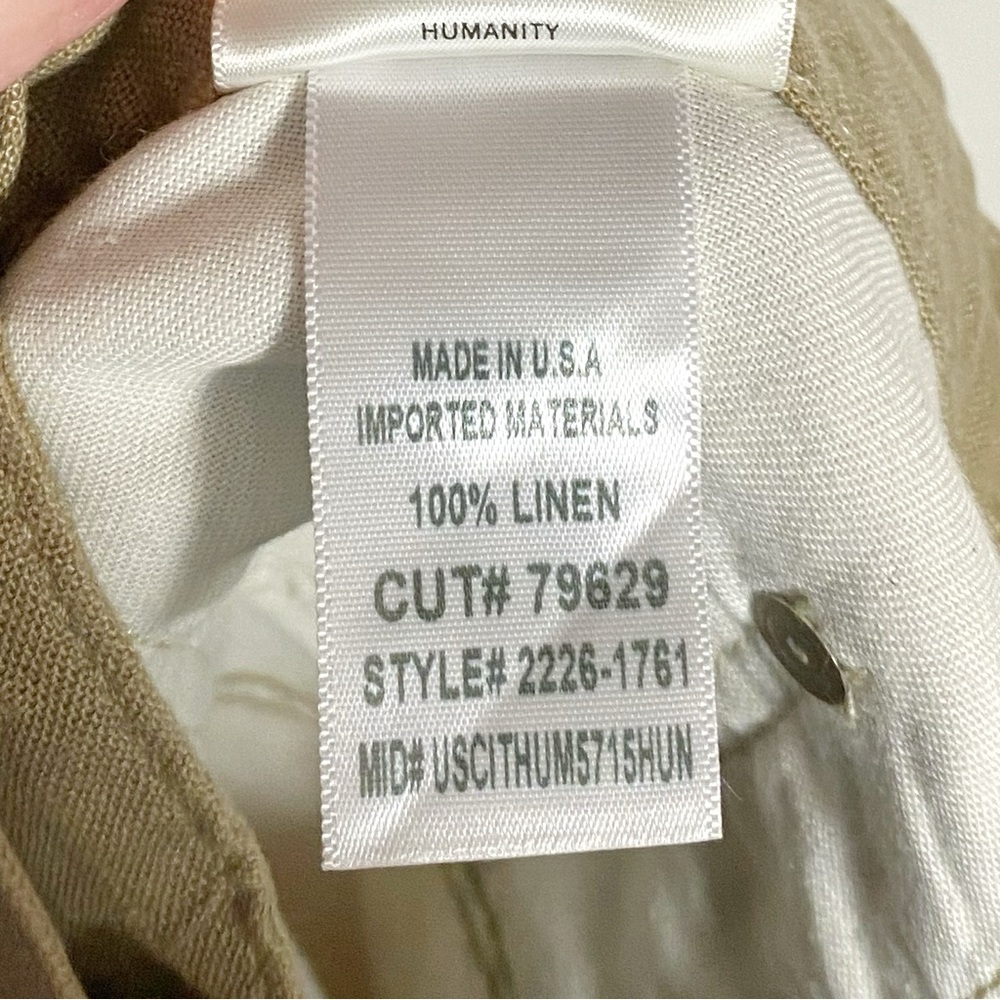 HUMANITY
MADE IN U.S.A
IMPORTED MATERIALS
100% LINEN
CUT# 79629
STYLE# 2226-1761
MID# USCITHUM5715HUN